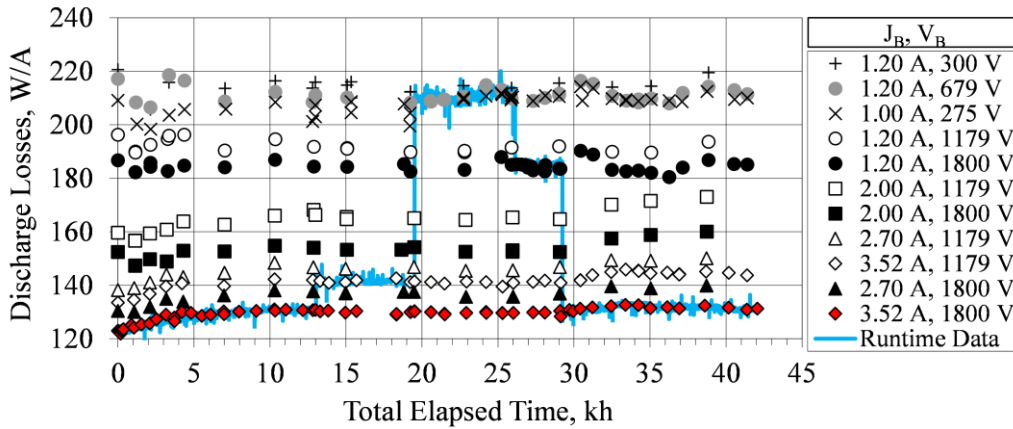 Discharge Losses, W/A
240
220
200
180
160
140
120
0 5 10 15 20 25 30 35 40 45
Total Elapsed Time, kh
J_B, V_B
1.20 A, 300 V
1.20 A, 679 V
1.00 A, 275 V
1.20 A, 1179 V
1.20 A, 1800 V
2.00 A, 1179 V
2.00 A, 1800 V
2.70 A, 1179 V
3.52 A, 1179 V
2.70 A, 1800 V
3.52 A, 1800 V
Runtime Data